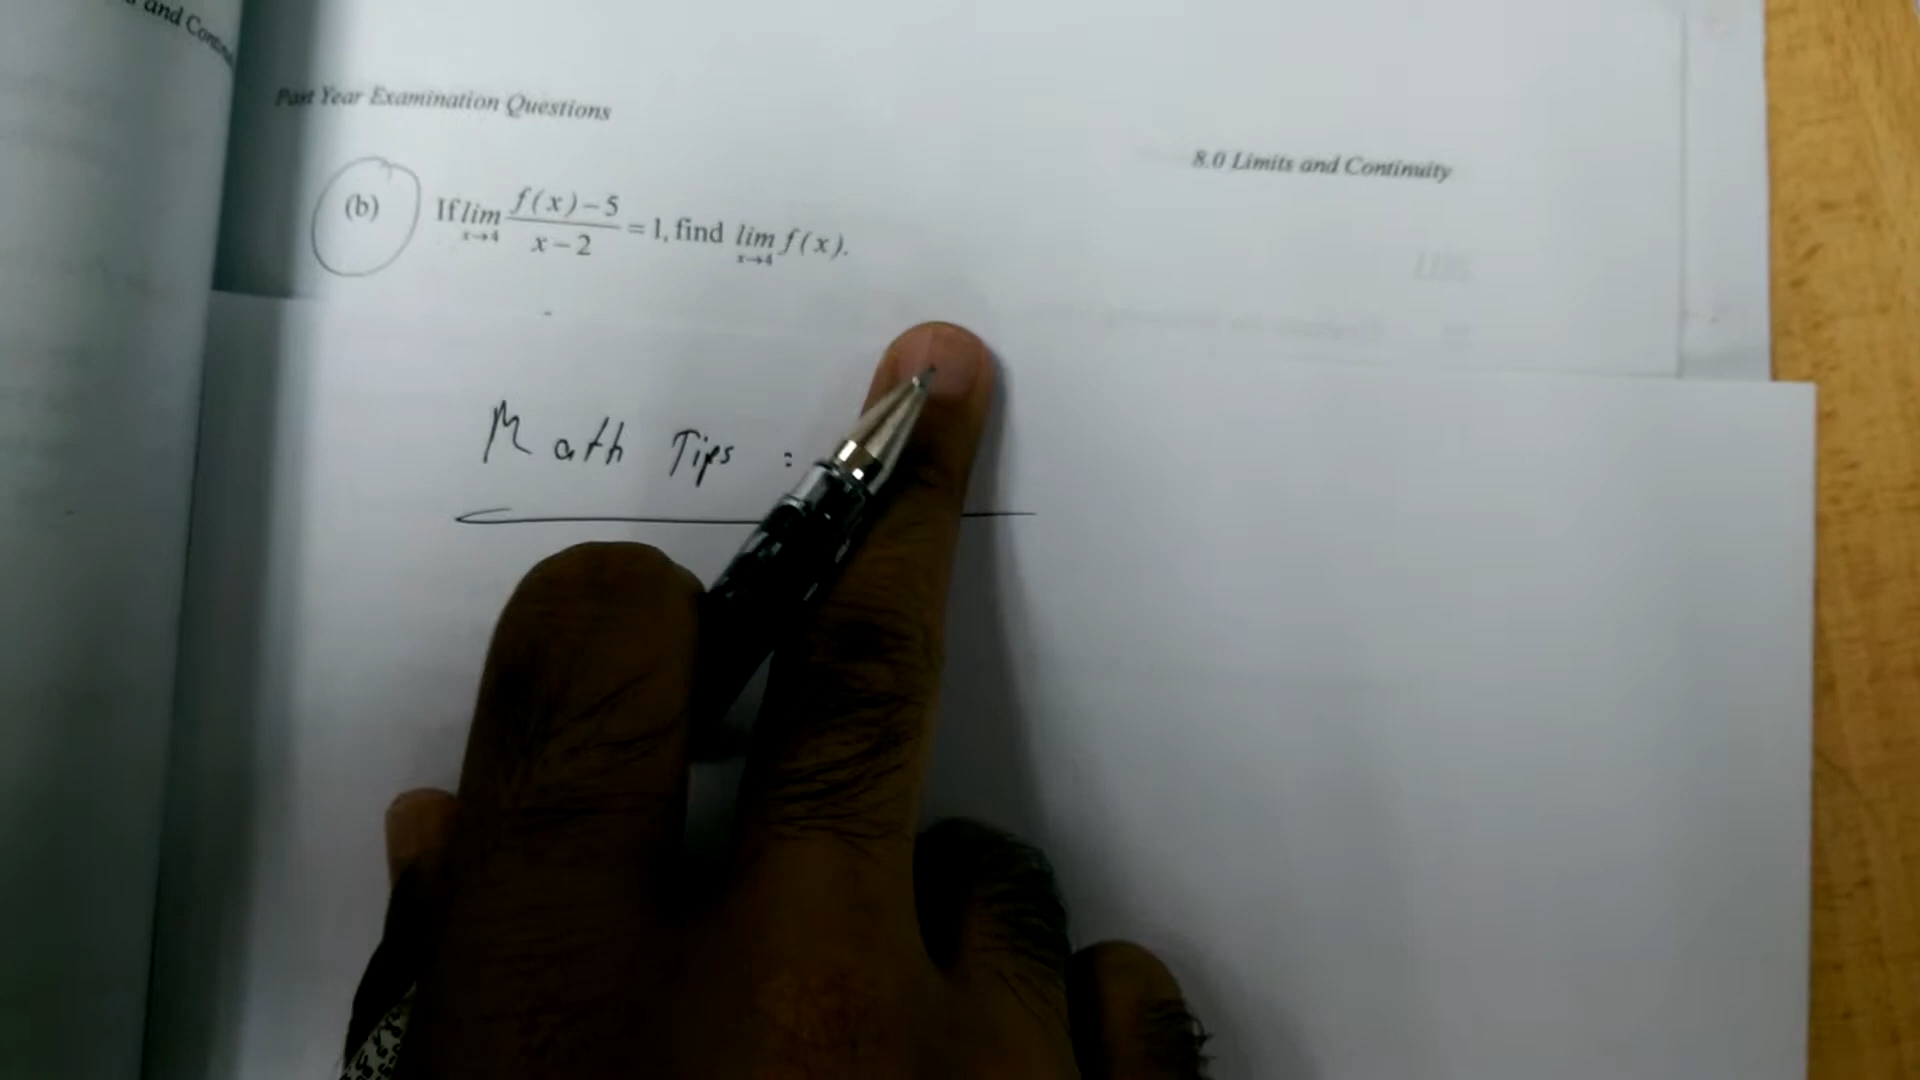 and Contin
Past Year Examination Questions
8.0 Limits and Continuity
(b) If lim x→4 f(x)-5 / x-2 = 1, find lim x→4 f(x).
Math Tips :